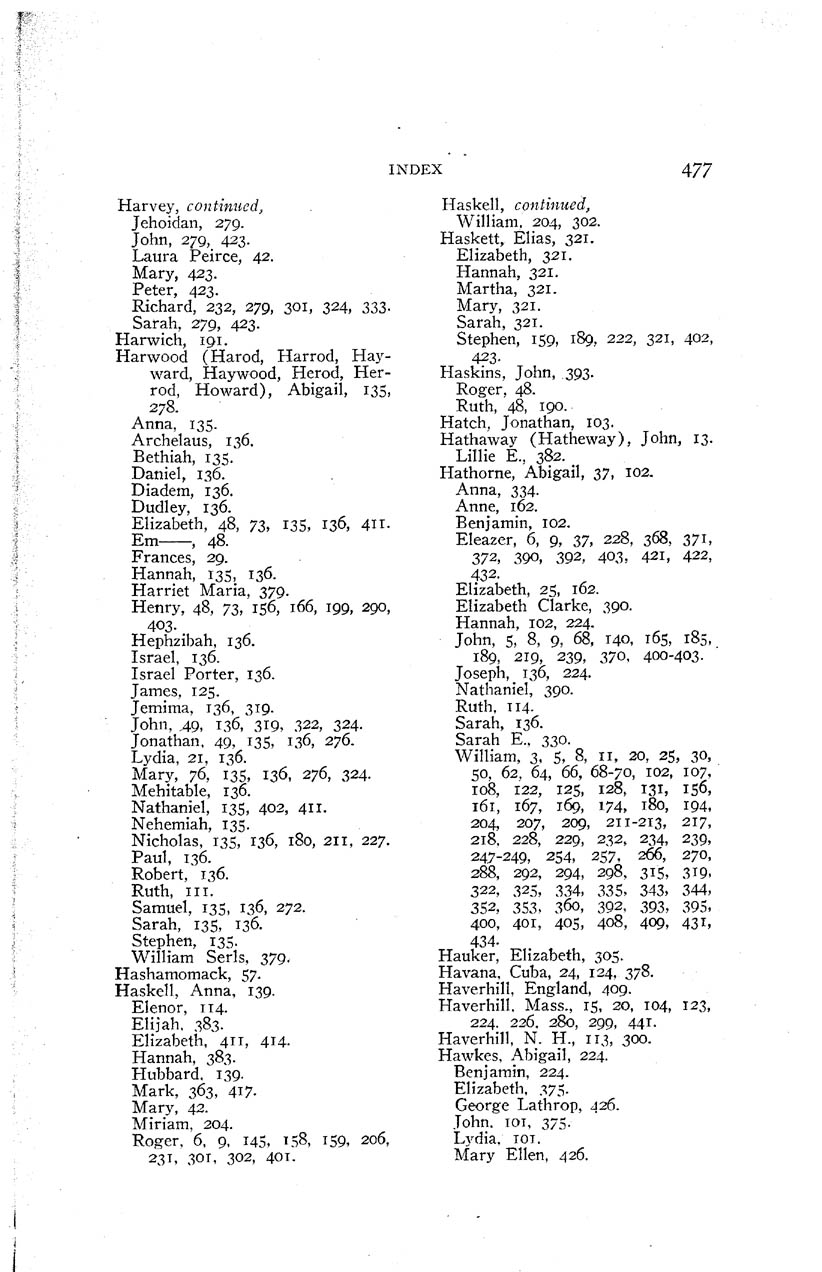 INDEX 477
Harvey, continued,
Jehoidan, 279.
John, 279, 423.
Laura Peirce, 42.
Mary, 423.
Peter, 423.
Richard, 232, 279, 301, 324, 333.
Sarah, 279, 423.
Harwich, 191.
Harwood (Harod, Harrod, Hay-
ward, Haywood, Herod, Her-
rod, Howard), Abigail, 135,
278.
Anna, 135.
Archelaus, 136.
Bethiah, 135.
Daniel, 136.
Diadem, 136.
Dudley, 136.
Elizabeth, 48, 73, 135, 136, 411.
Em——, 48.
Frances, 29.
Hannah, 135, 136.
Harriet Maria, 379.
Henry, 48, 73, 156, 166, 199, 290,
403.
Hephzibah, 136.
Israel, 136.
Israel Porter, 136.
James, 125.
Jemima, 136, 319.
John, 49, 136, 319, 322, 324.
Jonathan, 49, 135, 136, 276.
Lydia, 21, 136.
Mary, 76, 135, 136, 276, 324.
Mehitable, 136.
Nathaniel, 135, 402, 411.
Nehemiah, 135.
Nicholas, 135, 136, 180, 211, 227.
Paul, 136.
Robert, 136.
Ruth, 111.
Samuel, 135, 136, 272.
Sarah, 135, 136.
Stephen, 135.
William Serls, 379.
Hashamomack, 57.
Haskell, Anna, 139.
Elenor, 114.
Elijah, 383.
Elizabeth, 411, 414.
Hannah, 383.
Hubbard, 139.
Mark, 363, 417.
Mary, 42.
Miriam, 204.
Roger, 6, 9, 145, 158, 159, 206,
231, 301, 302, 401.
Haskell, continued,
William, 204, 302.
Haskett, Elias, 321.
Elizabeth, 321.
Hannah, 321.
Martha, 321.
Mary, 321.
Sarah, 321.
Stephen, 159, 189, 222, 321, 402,
423.
Haskins, John, 393.
Roger, 48.
Ruth, 48, 190.
Hatch, Jonathan, 103.
Hathaway (Hatheway), John, 13.
Lillie E., 382.
Hathorne, Abigail, 37, 102.
Anna, 334.
Anne, 162.
Benjamin, 102.
Eleazer, 6, 9, 37, 228, 368, 371,
372, 390, 392, 403, 421, 422,
432.
Elizabeth, 25, 162.
Elizabeth Clarke, 390.
Hannah, 102, 224.
John, 5, 8, 9, 68, 140, 165, 185,
189, 219, 239, 370, 400-403.
Joseph, 136, 224.
Nathaniel, 390.
Ruth, 114.
Sarah, 136.
Sarah E., 330.
William, 3, 5, 8, 11, 20, 25, 30,
50, 62, 64, 66, 68-70, 102, 107,
108, 122, 125, 128, 131, 156,
161, 167, 169, 174, 180, 194,
204, 207, 209, 211-213, 217,
218, 228, 229, 232, 234, 239,
247-249, 254, 257, 266, 270,
288, 292, 294, 298, 315, 319,
322, 325, 334, 335, 343, 344,
352, 353, 360, 392, 393, 395,
400, 401, 405, 408, 409, 431,
434.
Hauker, Elizabeth, 305.
Havana, Cuba, 24, 124, 378.
Haverhill, England, 409.
Haverhill, Mass., 15, 20, 104, 123,
224, 226, 280, 299, 441.
Haverhill, N. H., 113, 300.
Hawkes, Abigail, 224.
Benjamin, 224.
Elizabeth, 375.
George Lathrop, 426.
John, 101, 375.
Lydia, 101.
Mary Ellen, 426.